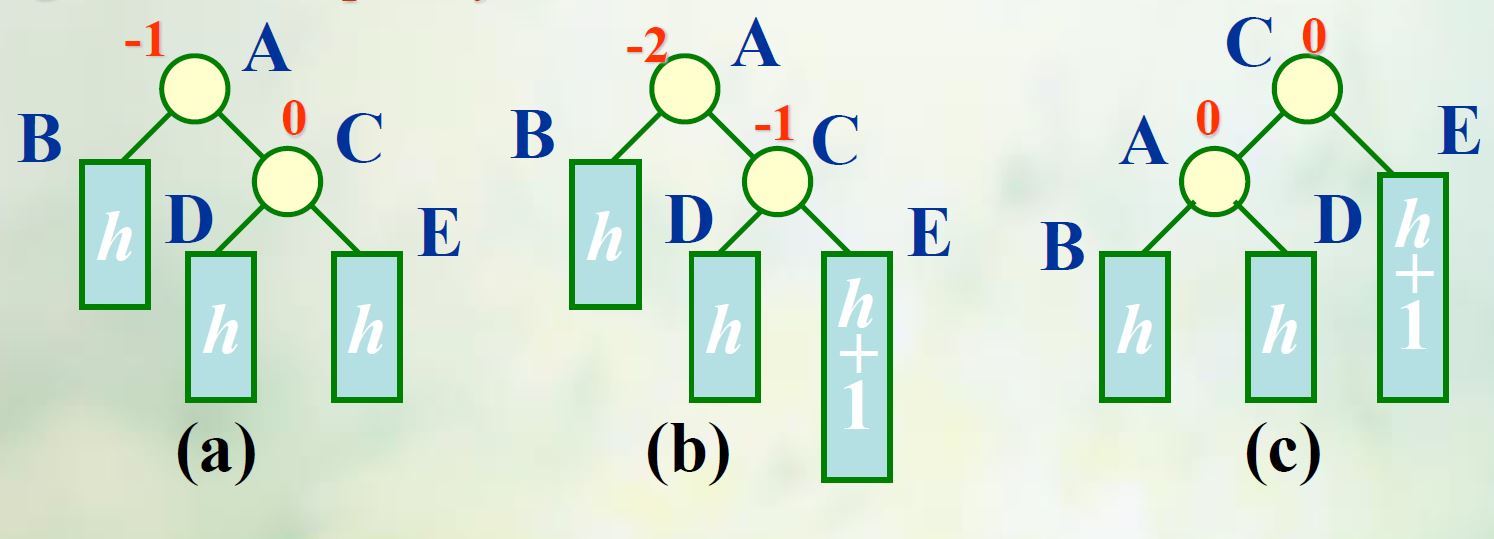 -1 A
B 0 C
D E
h
h h
(a)
-2 A
B -1 C
D E
h
h h+1
(b)
C 0
A 0 E
B D
h h h+1
(c)